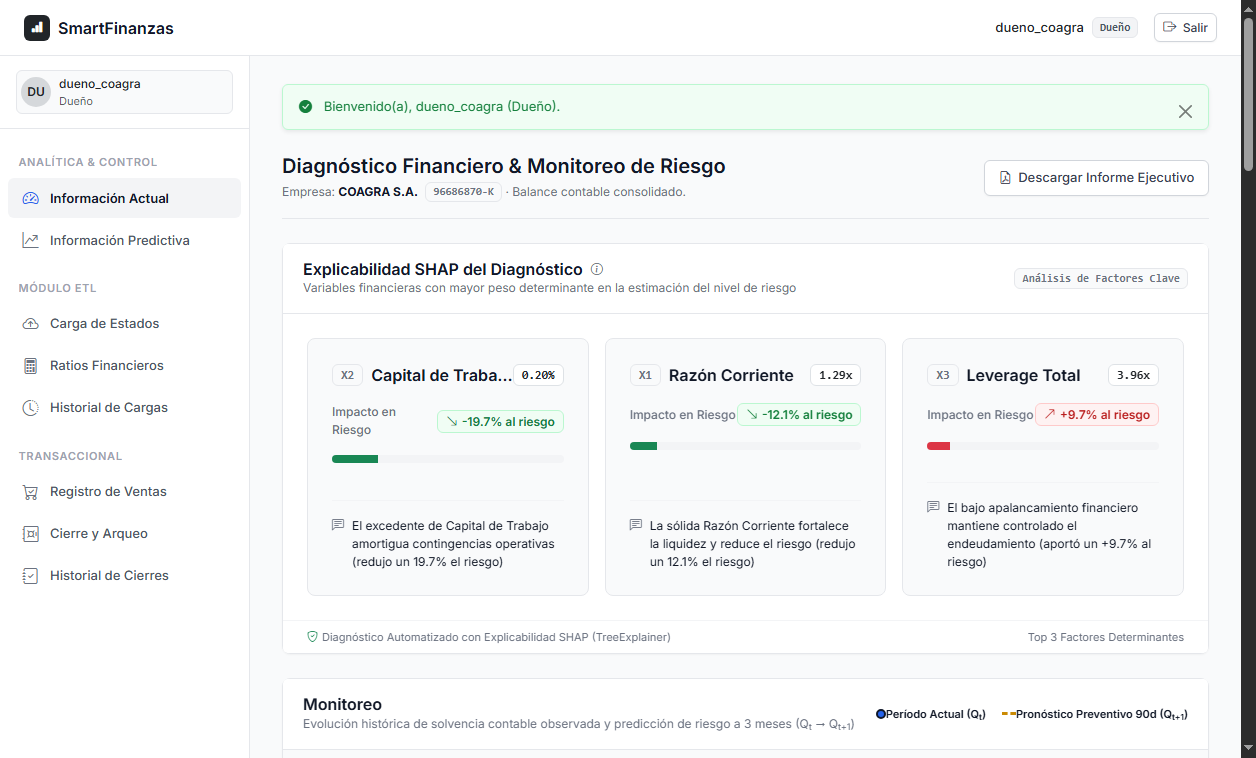 SmartFinanzas
dueno_coagra Dueño Salir
DU
dueno_coagra
Dueño
ANALÍTICA & CONTROL
Información Actual
Información Predictiva
MÓDULO ETL
Carga de Estados
Ratios Financieros
Historial de Cargas
TRANSACCIONAL
Registro de Ventas
Cierre y Arqueo
Historial de Cierres
Bienvenido(a), dueno_coagra (Dueño).
Diagnóstico Financiero & Monitoreo de Riesgo
Empresa: COAGRA S.A. 96686870-K · Balance contable consolidado.
Descargar Informe Ejecutivo
Explicabilidad SHAP del Diagnóstico
Variables financieras con mayor peso determinante en la estimación del nivel de riesgo
Análisis de Factores Clave
X2 Capital de Traba... 0.20%
Impacto en
Riesgo
-19.7% al riesgo
El excedente de Capital de Trabajo
amortigua contingencias operativas
(redujo un 19.7% el riesgo)
X1 Razón Corriente 1.29x
Impacto en Riesgo -12.1% al riesgo
La sólida Razón Corriente fortalece
la liquidez y reduce el riesgo (redujo
un 12.1% el riesgo)
X3 Leverage Total 3.96x
Impacto en Riesgo +9.7% al riesgo
El bajo apalancamiento financiero
mantiene controlado el
endeudamiento (aportó un +9.7% al
riesgo)
Diagnóstico Automatizado con Explicabilidad SHAP (TreeExplainer)
Top 3 Factores Determinantes
Monitoreo
Evolución histórica de solvencia contable observada y predicción de riesgo a 3 meses (Qt → Qt+1)
Período Actual (Qt) Pronóstico Preventivo 90d (Qt+1)